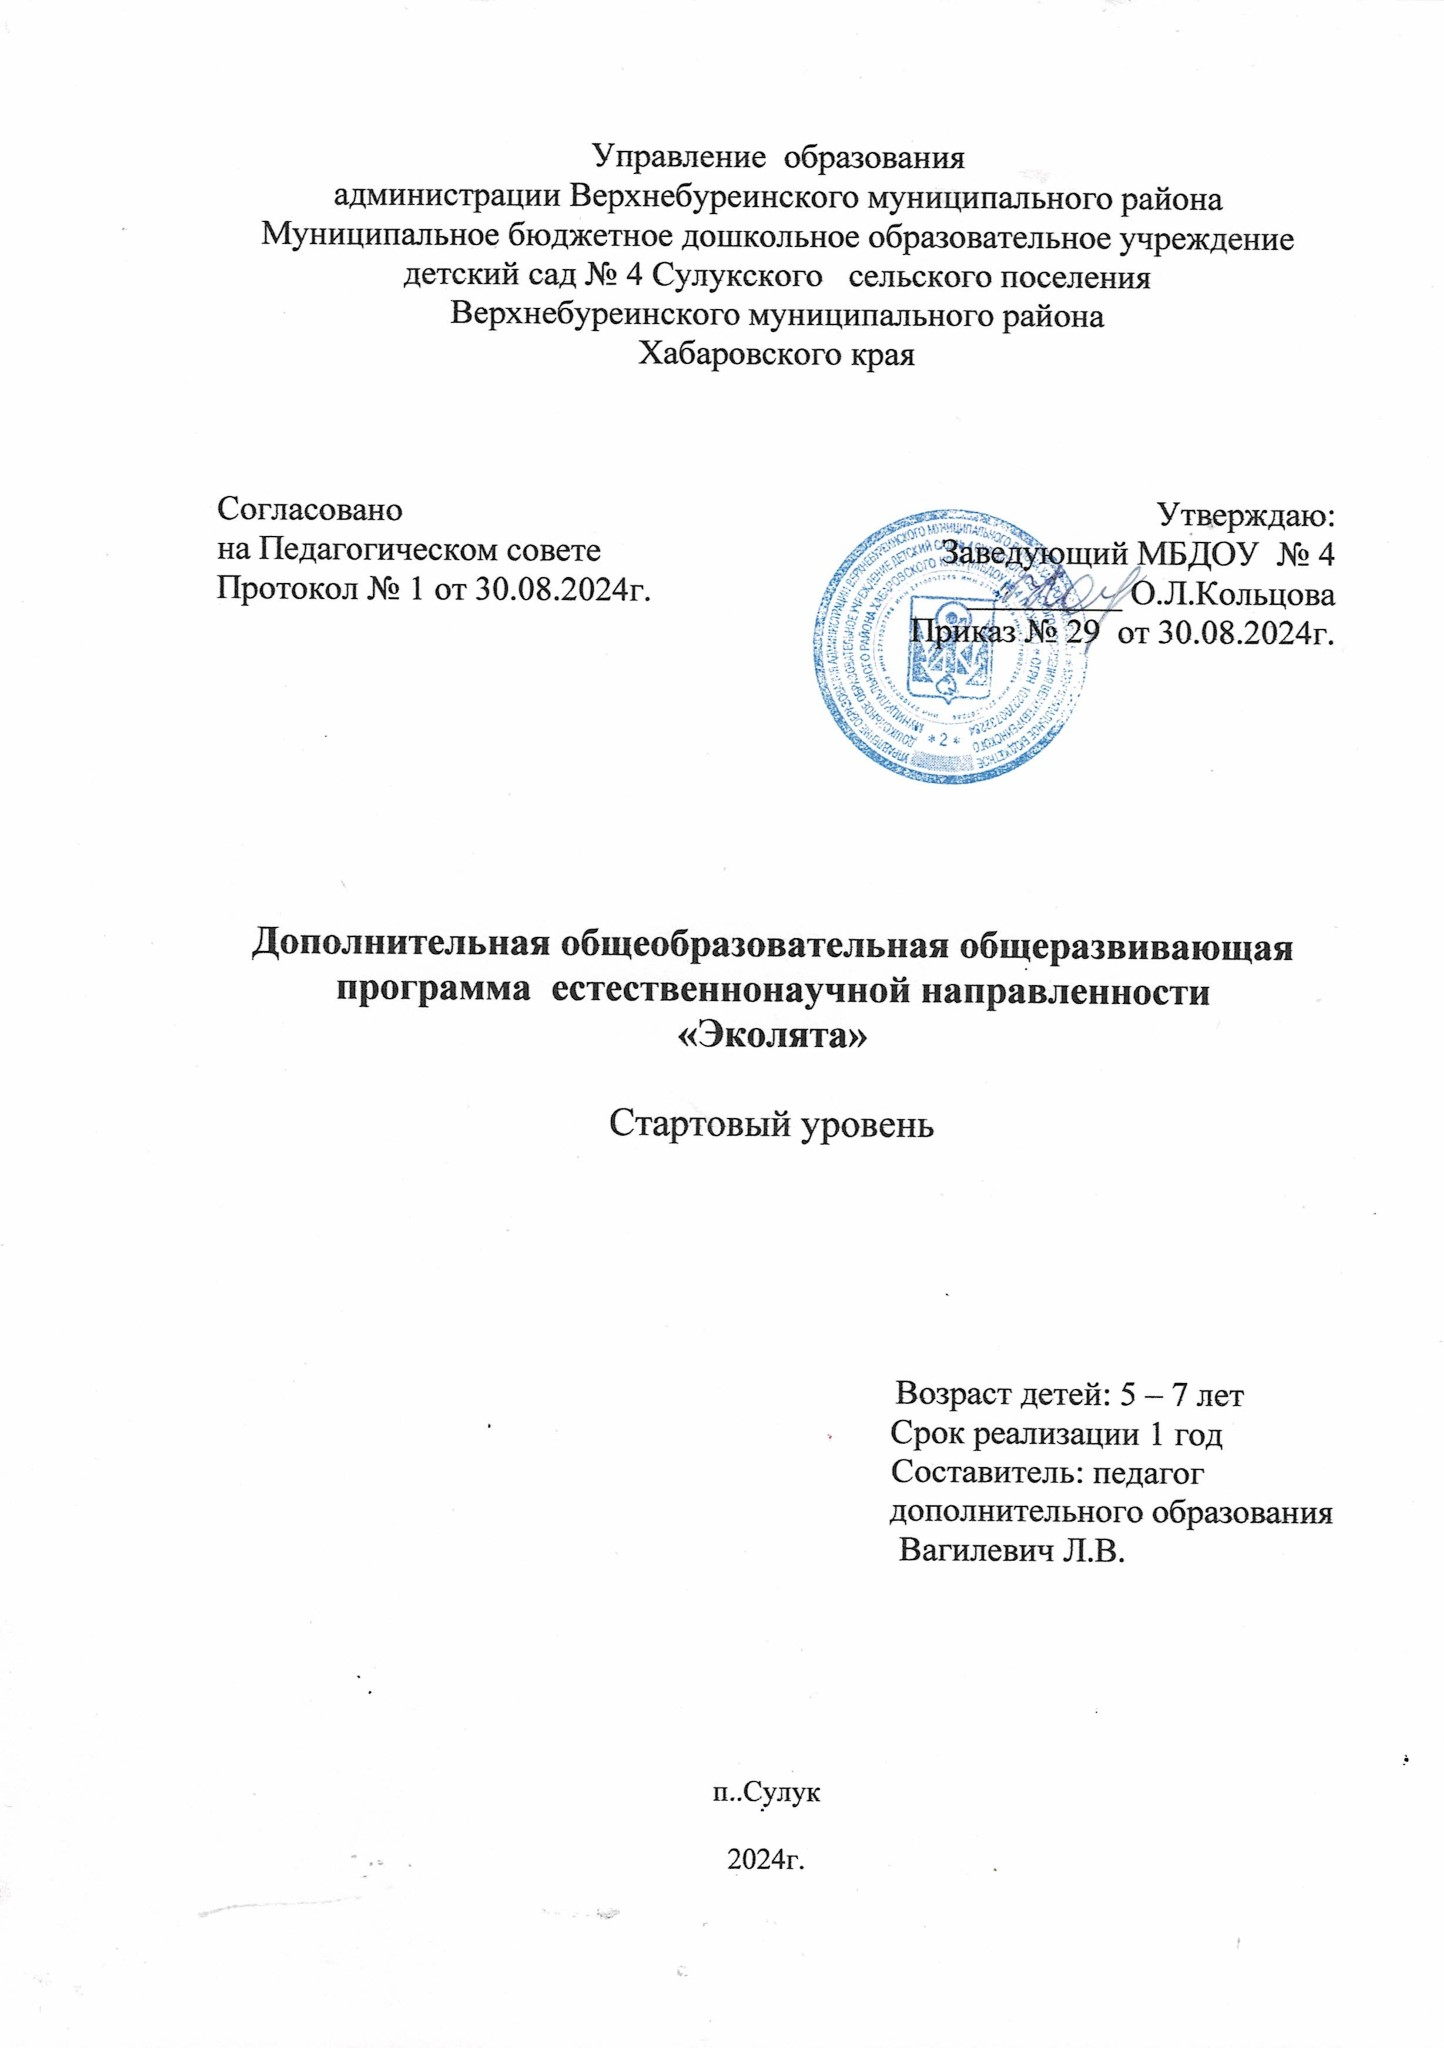 Управление образования
администрации Верхнебуреинского муниципального района
Муниципальное бюджетное дошкольное образовательное учреждение
детский сад № 4 Сулукского сельского поселения
Верхнебуреинского муниципального района
Хабаровского края
Согласовано
на Педагогическом совете
Протокол № 1 от 30.08.2024г.
Утверждаю:
Заведующий МБДОУ № 4
_________О.Л.Кольцова
Приказ № 29 от 30.08.2024г.
* 2 *
Дополнительная общеобразовательная общеразвивающая
программа естественнонаучной направленности
«Эколята»
Стартовый уровень
Возраст детей: 5 – 7 лет
Срок реализации 1 год
Составитель: педагог
дополнительного образования
Вагилевич Л.В.
п..Сулук
2024г.